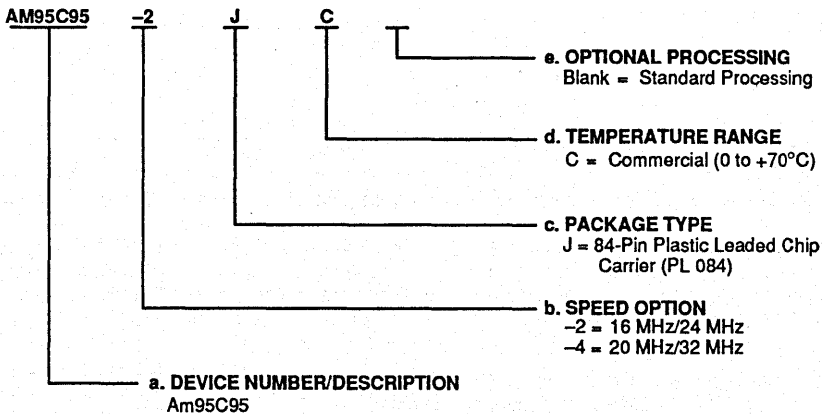 AM95C95 –2 J C
e. OPTIONAL PROCESSING
Blank = Standard Processing
d. TEMPERATURE RANGE
C = Commercial (0 to +70°C)
c. PACKAGE TYPE
J = 84-Pin Plastic Leaded Chip
Carrier (PL 084)
b. SPEED OPTION
–2 = 16 MHz/24 MHz
–4 = 20 MHz/32 MHz
a. DEVICE NUMBER/DESCRIPTION
Am95C95